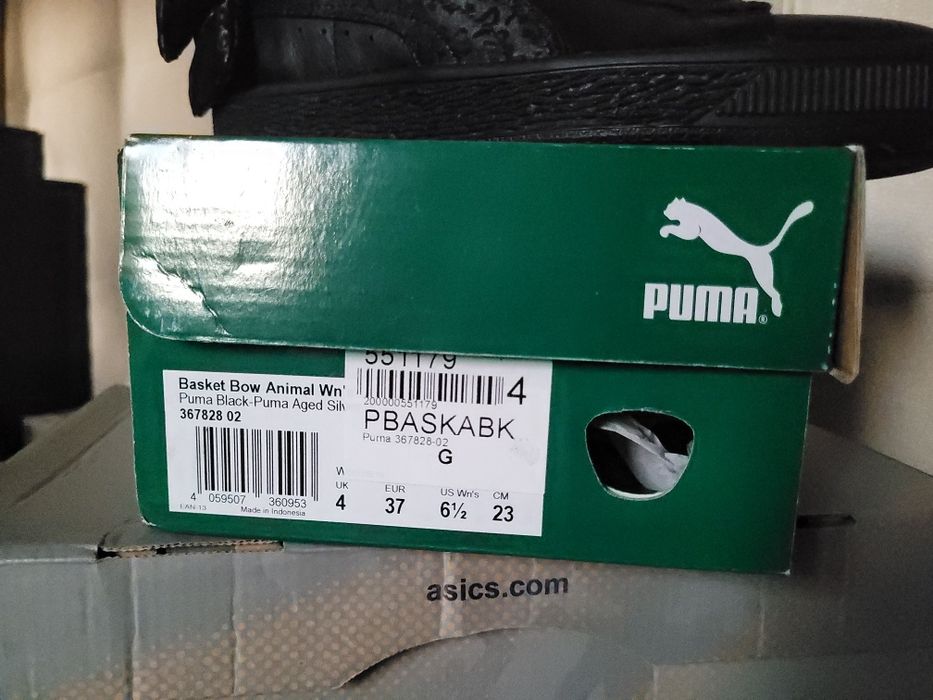 PUMA®
551179
4
200000551179
PBASKABK
Puma 367828-02
G
Basket Bow Animal Wn'
Puma Black-Puma Aged Silv
367828 02
4 059507 360953
EAN 13
Made in Indonesia
UK EUR US Wn's CM
4 37 6½ 23
asics.com